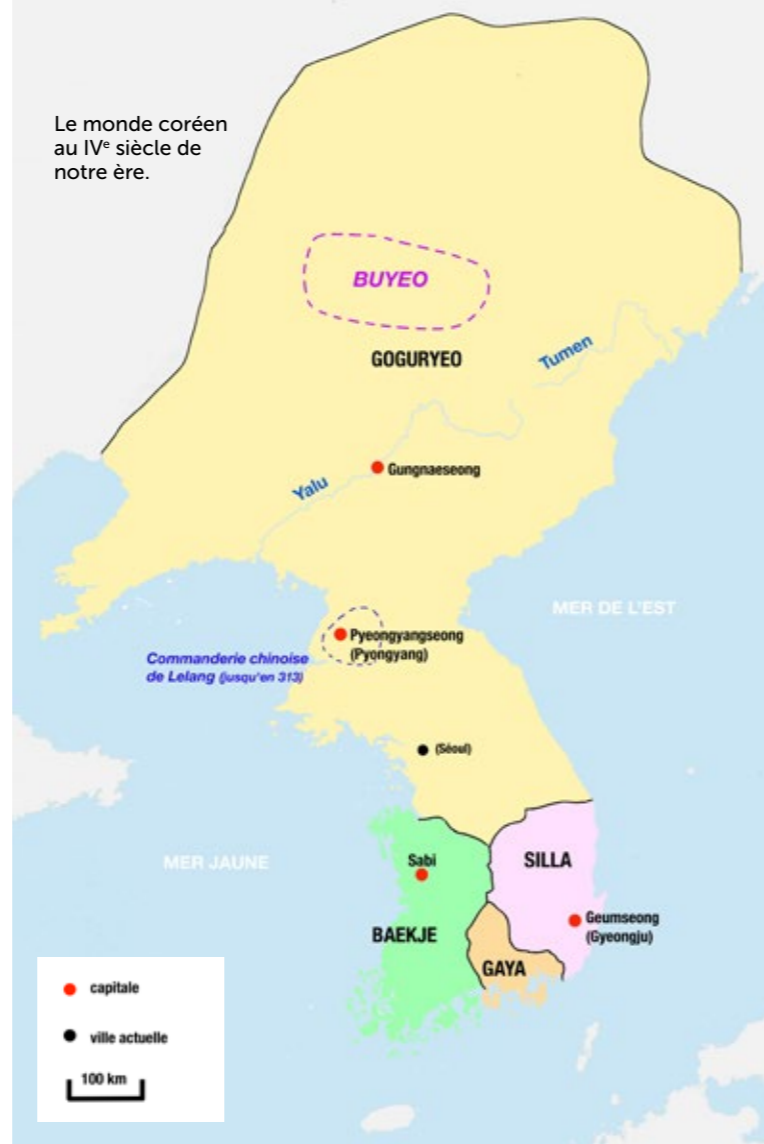 Le monde coréen
au IVᵉ siècle de
notre ère.
BUYEO
GOGURYEO
Tumen
Yalu
Gungnaeseong
MER DE L'EST
Pyeongyangseong
(Pyongyang)
Commanderie chinoise
de Lelang (jusqu'en 313)
(Séoul)
MER JAUNE
Sabi
SILLA
BAEKJE
Geumseong
(Gyeongju)
GAYA
capitale
ville actuelle
100 km